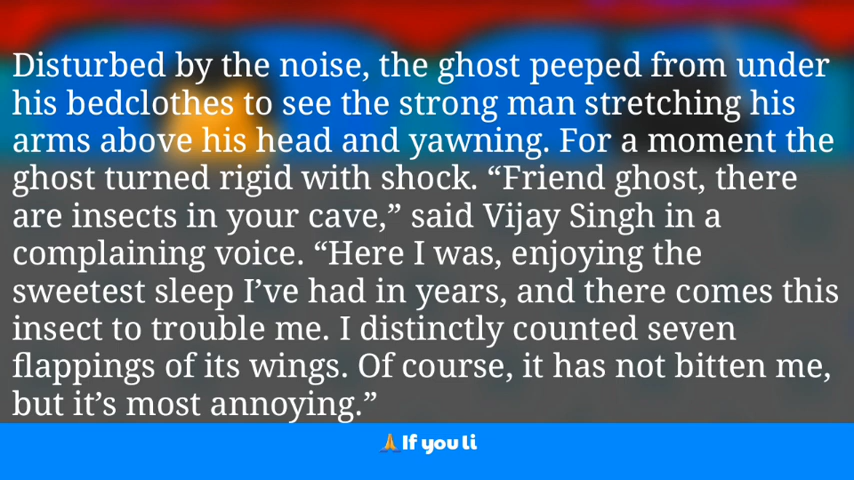 Disturbed by the noise, the ghost peeped from under
his bedclothes to see the strong man stretching his
arms above his head and yawning. For a moment the
ghost turned rigid with shock. “Friend ghost, there
are insects in your cave,” said Vijay Singh in a
complaining voice. “Here I was, enjoying the
sweetest sleep I’ve had in years, and there comes this
insect to trouble me. I distinctly counted seven
flappings of its wings. Of course, it has not bitten me,
but it’s most annoying.”
🙏If you li